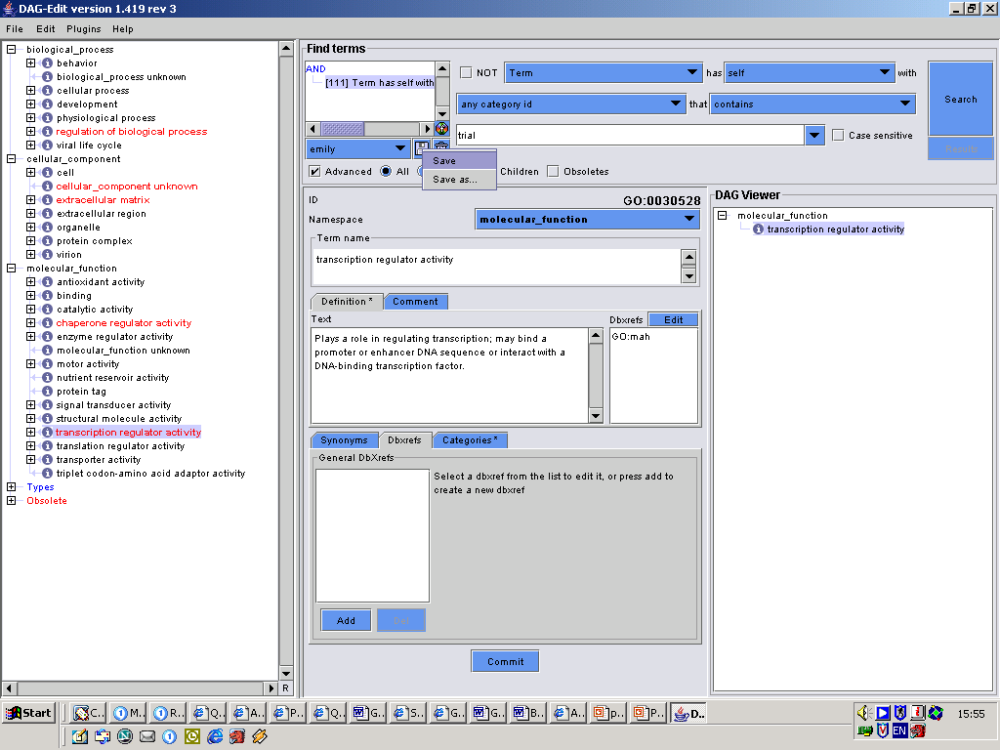 DAG-Edit version 1.419 rev 3
File Edit Plugins Help
biological_process
behavior
biological_process unknown
cellular process
development
physiological process
regulation of biological process
viral life cycle
cellular_component
cell
cellular_component unknown
extracellular matrix
extracellular region
organelle
protein complex
virion
molecular_function
antioxidant activity
binding
catalytic activity
chaperone regulator activity
enzyme regulator activity
molecular_function unknown
motor activity
nutrient reservoir activity
protein tag
signal transducer activity
structural molecule activity
transcription regulator activity
translation regulator activity
transporter activity
triplet codon-amino acid adaptor activity
Types
Obsolete
R
Find terms
AND
[111] Term has self with
NOT Term has self with
any category id that contains
Search
trial Case sensitive
emily
Save
Save as...
Advanced All Children Obsoletes
ID GO:0030528
Namespace molecular_function
Term name
transcription regulator activity
Definition * Comment
Text Dbxrefs Edit
Plays a role in regulating transcription; may bind a
promoter or enhancer DNA sequence or interact with a
DNA-binding transcription factor.
GO:mah
Synonyms Dbxrefs Categories *
General DbXrefs
Select a dbxref from the list to edit it, or press add to
create a new dbxref
Add Del
Commit
DAG Viewer
molecular_function
transcription regulator activity
Start C.. M.. R.. Q.. A.. P.. Q.. G.. S.. G.. G.. B.. A.. p.. P.. D..
EN
15:55